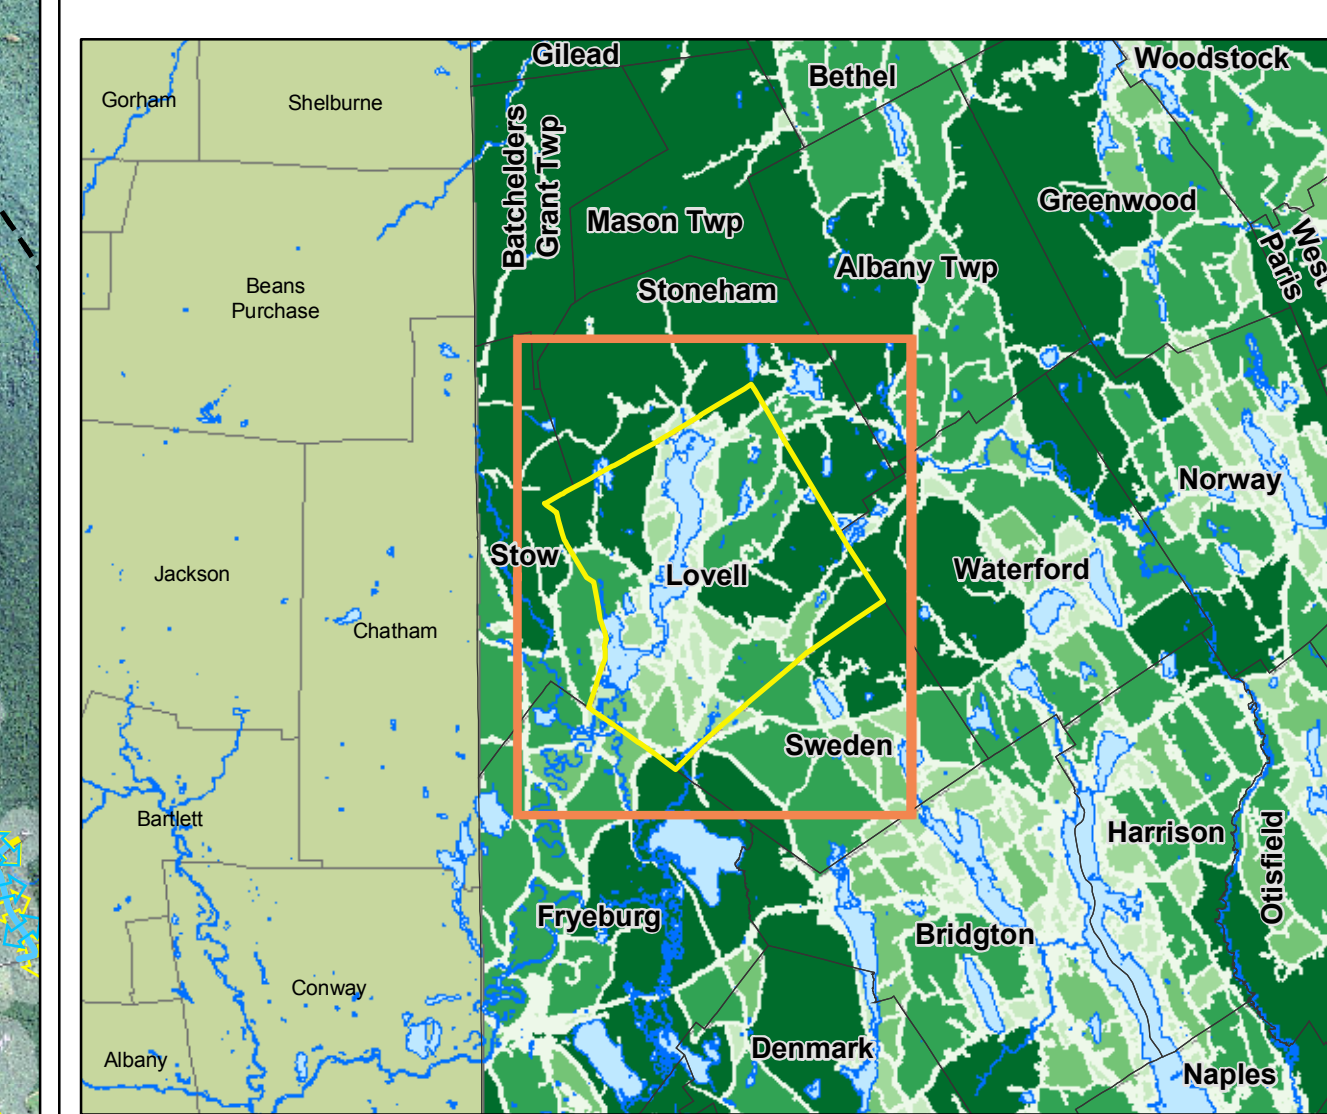 Gilead
Woodstock
Bethel
Gorham
Shelburne
Batchelders
Grant Twp
Greenwood
Mason Twp
West
Paris
Albany Twp
Stoneham
Beans
Purchase
Norway
Stow
Lovell
Waterford
Jackson
Chatham
Sweden
Bartlett
Harrison
Otisfield
Fryeburg
Bridgton
Conway
Denmark
Albany
Naples